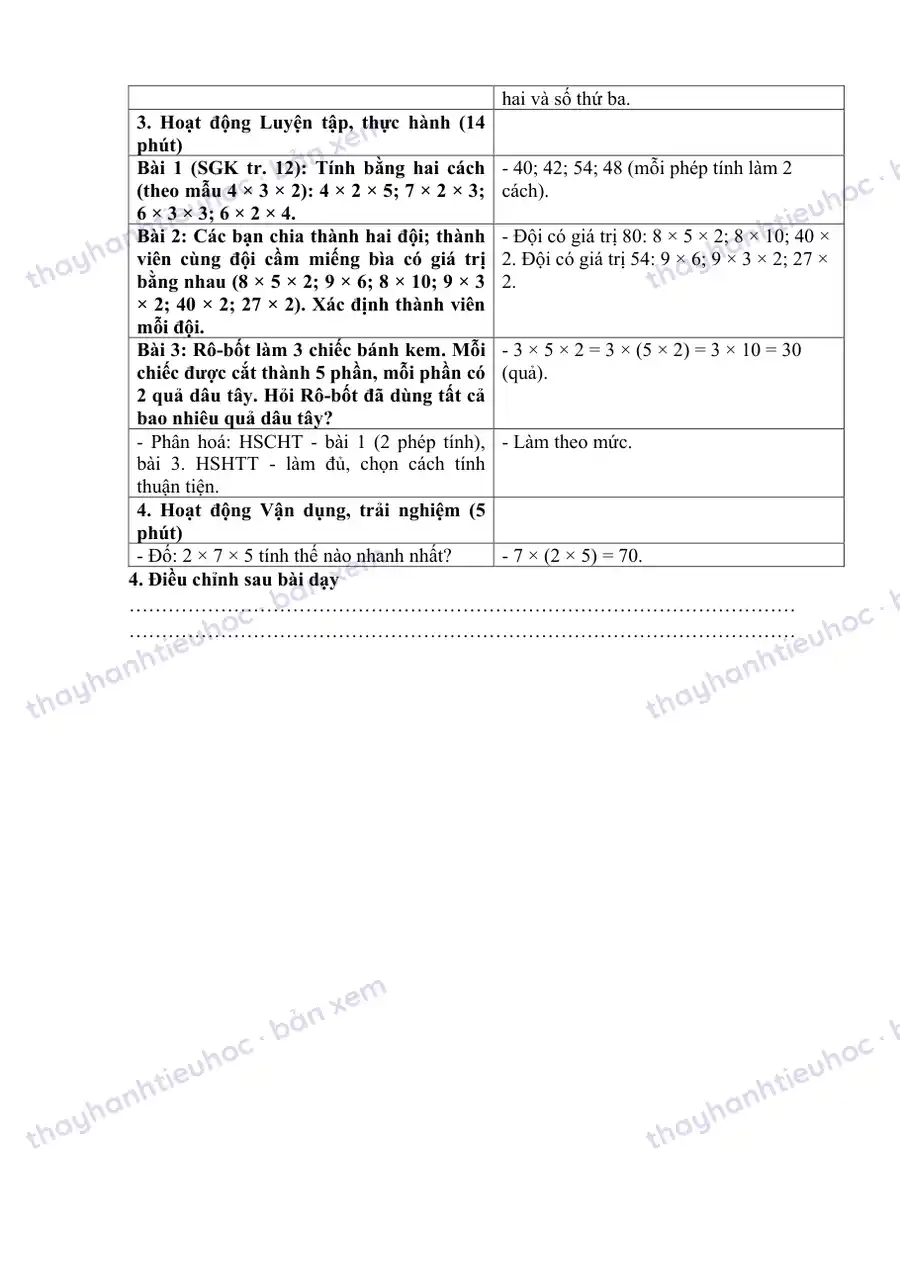 hai và số thứ ba.
3. Hoạt động Luyện tập, thực hành (14
phút)
Bài 1 (SGK tr. 12): Tính bằng hai cách
(theo mẫu 4 × 3 × 2): 4 × 2 × 5; 7 × 2 × 3;
6 × 3 × 3; 6 × 2 × 4.
- 40; 42; 54; 48 (mỗi phép tính làm 2
cách).
Bài 2: Các bạn chia thành hai đội; thành
viên cùng đội cầm miếng bìa có giá trị
bằng nhau (8 × 5 × 2; 9 × 6; 8 × 10; 9 × 3
× 2; 40 × 2; 27 × 2). Xác định thành viên
mỗi đội.
- Đội có giá trị 80: 8 × 5 × 2; 8 × 10; 40 ×
2. Đội có giá trị 54: 9 × 6; 9 × 3 × 2; 27 ×
2.
Bài 3: Rô-bốt làm 3 chiếc bánh kem. Mỗi
chiếc được cắt thành 5 phần, mỗi phần có
2 quả dâu tây. Hỏi Rô-bốt đã dùng tất cả
bao nhiêu quả dâu tây?
- 3 × 5 × 2 = 3 × (5 × 2) = 3 × 10 = 30
(quả).
- Phân hoá: HSCHT - bài 1 (2 phép tính),
bài 3. HSHTT - làm đủ, chọn cách tính
thuận tiện.
- Làm theo mức.
4. Hoạt động Vận dụng, trải nghiệm (5
phút)
- Đố: 2 × 7 × 5 tính thế nào nhanh nhất?
- 7 × (2 × 5) = 70.
4. Điều chỉnh sau bài dạy
……………………………………………………………………………………………
……………………………………………………………………………………………
thayhanhtieuhoc · bản xem
thayhanhtieuhoc · b
thayhanhtieuhoc · bản xem
thayhanhtieuhoc · b
thayhanhtieuhoc · bản xem
thayhanhtieuhoc · b